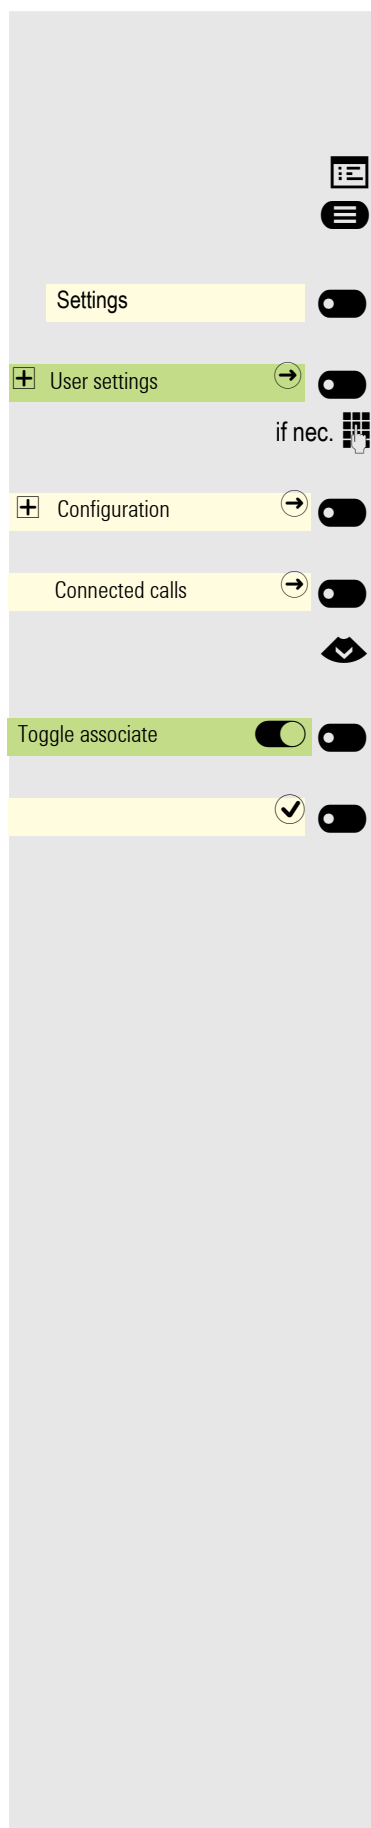 Settings
User settings
if nec.
Configuration
Connected calls
Toggle associate